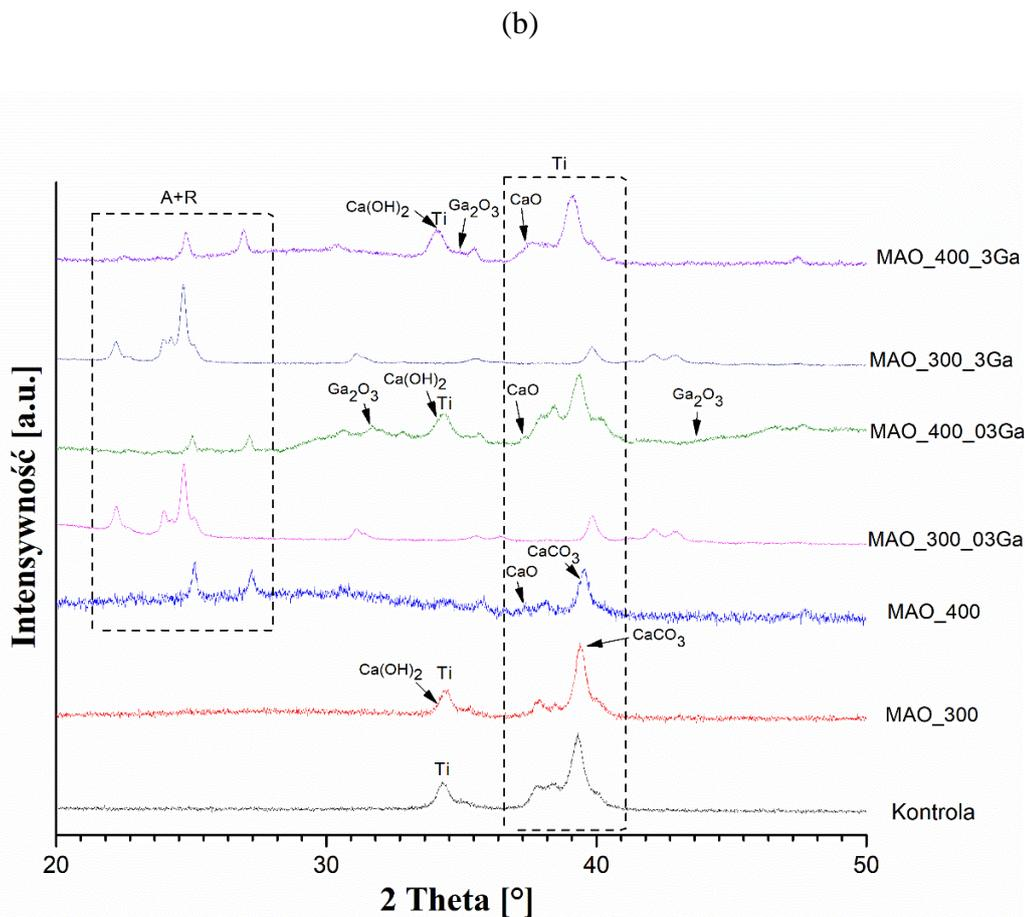 (b)
Ti
A+R
Ca(OH)2 Ti Ga2O3 CaO
MAO_400_3Ga
MAO_300_3Ga
Ga2O3 Ca(OH)2 Ti CaO Ga2O3
MAO_400_03Ga
MAO_300_03Ga
CaCO3
CaO
MAO_400
CaCO3
Ca(OH)2 Ti
MAO_300
Ti
Kontrola
Intensywność [a.u.]
20 30 40 50
2 Theta [°]